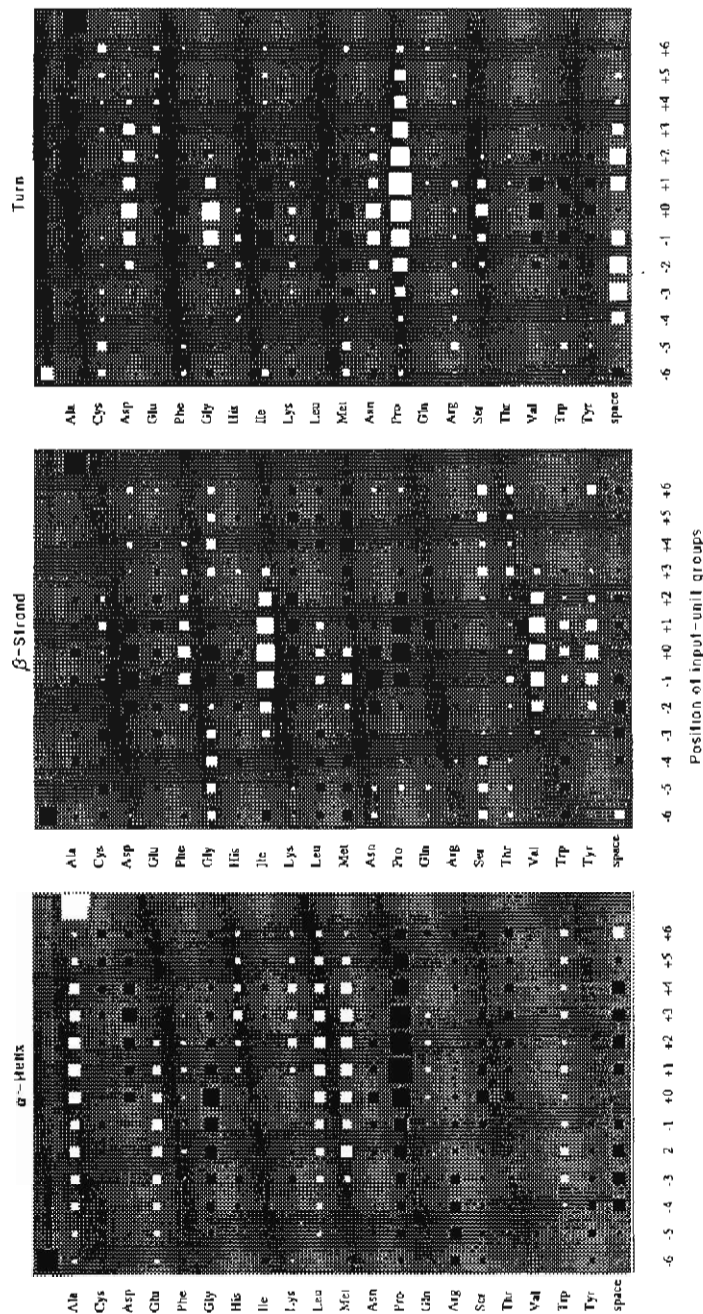 Turn
Ala
Cys
Asp
Glu
Phe
Gly
His
Ile
Lys
Leu
Met
Asn
Pro
Gln
Arg
Ser
Thr
Val
Trp
Tyr
space
-6 -5 -4 -3 -2 -1 +0 +1 +2 +3 +4 +5 +6
β-Strand
Ala
Cys
Asp
Glu
Phe
Gly
His
Ile
Lys
Leu
Met
Asn
Pro
Gln
Arg
Ser
Thr
Val
Trp
Tyr
space
-6 -5 -4 -3 -2 -1 +0 +1 +2 +3 +4 +5 +6
Position of input-unit groups
α-Helix
Ala
Cys
Asp
Glu
Phe
Gly
His
Ile
Lys
Leu
Met
Asn
Pro
Gln
Arg
Ser
Thr
Val
Trp
Tyr
space
-6 -5 -4 -3 2 -1 +0 +1 +2 +3 +4 +5 +6